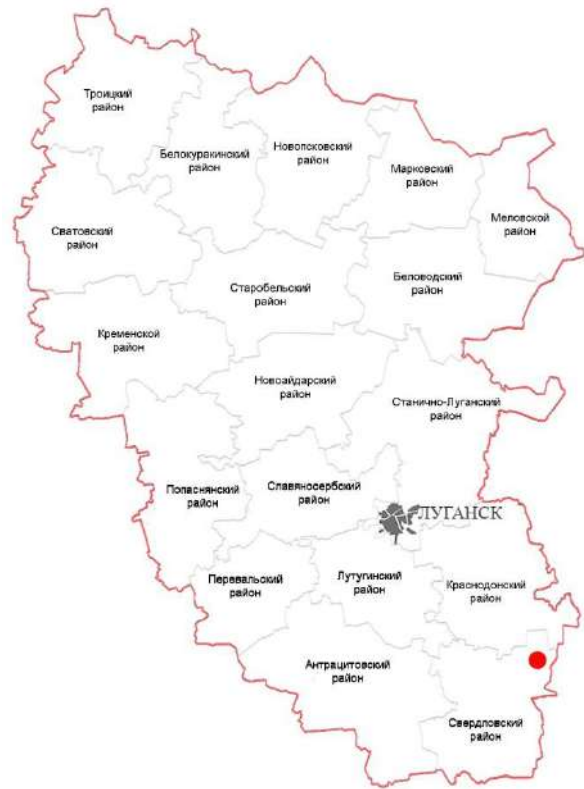 Троицкий
район
Белокуракинский
район
Новопсковский
район
Марковский
район
Меловской
район
Сватовский
район
Старобельский
район
Беловодский
район
Кременской
район
Новоайдарский
район
Станично-Луганский
район
Попаснянский
район
Славяносербский
район
ЛУГАНСК
Перевальский
район
Лутугинский
район
Краснодонский
район
Антрацитовский
район
Свердловский
район